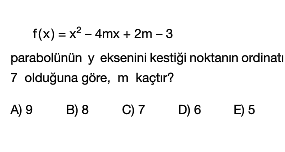 f(x) = x² – 4mx + 2m – 3
parabolünün y eksenini kestiği noktanın ordinatı
7 olduğuna göre, m kaçtır?
A) 9 B) 8 C) 7 D) 6 E) 5